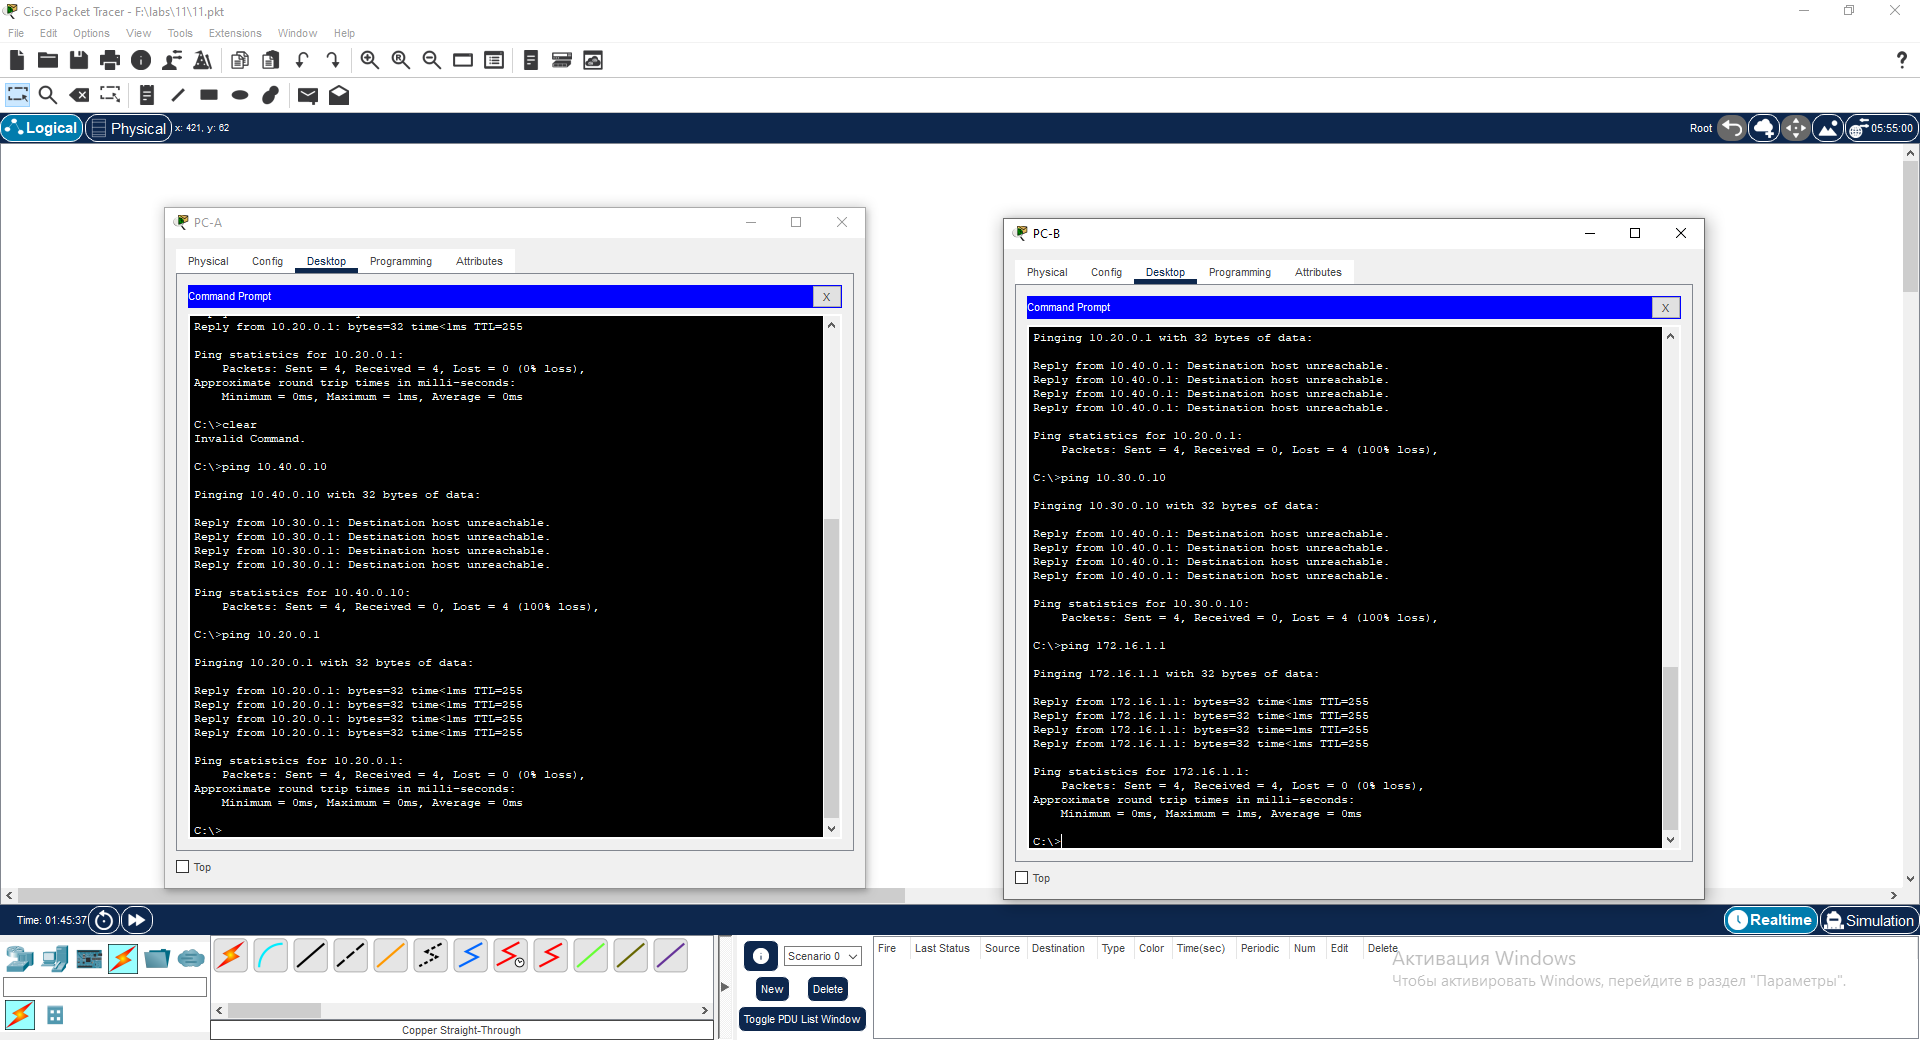 Cisco Packet Tracer - F:\labs\11\11.pkt
File Edit Options View Tools Extensions Window Help
?
Logical Physical x: 421, y: 62 Root 05:55:00
PC-A
Physical Config Desktop Programming Attributes
Command Prompt X
Reply from 10.20.0.1: bytes=32 time<1ms TTL=255
Ping statistics for 10.20.0.1:
Packets: Sent = 4, Received = 4, Lost = 0 (0% loss),
Approximate round trip times in milli-seconds:
Minimum = 0ms, Maximum = 1ms, Average = 0ms
C:\>clear
Invalid Command.
C:\>ping 10.40.0.10
Pinging 10.40.0.10 with 32 bytes of data:
Reply from 10.30.0.1: Destination host unreachable.
Reply from 10.30.0.1: Destination host unreachable.
Reply from 10.30.0.1: Destination host unreachable.
Reply from 10.30.0.1: Destination host unreachable.
Ping statistics for 10.40.0.10:
Packets: Sent = 4, Received = 0, Lost = 4 (100% loss),
C:\>ping 10.20.0.1
Pinging 10.20.0.1 with 32 bytes of data:
Reply from 10.20.0.1: bytes=32 time<1ms TTL=255
Reply from 10.20.0.1: bytes=32 time<1ms TTL=255
Reply from 10.20.0.1: bytes=32 time<1ms TTL=255
Reply from 10.20.0.1: bytes=32 time<1ms TTL=255
Ping statistics for 10.20.0.1:
Packets: Sent = 4, Received = 4, Lost = 0 (0% loss),
Approximate round trip times in milli-seconds:
Minimum = 0ms, Maximum = 0ms, Average = 0ms
C:\>
Top
PC-B
Physical Config Desktop Programming Attributes
Command Prompt X
Pinging 10.20.0.1 with 32 bytes of data:
Reply from 10.40.0.1: Destination host unreachable.
Reply from 10.40.0.1: Destination host unreachable.
Reply from 10.40.0.1: Destination host unreachable.
Reply from 10.40.0.1: Destination host unreachable.
Ping statistics for 10.20.0.1:
Packets: Sent = 4, Received = 0, Lost = 4 (100% loss),
C:\>ping 10.30.0.10
Pinging 10.30.0.10 with 32 bytes of data:
Reply from 10.40.0.1: Destination host unreachable.
Reply from 10.40.0.1: Destination host unreachable.
Reply from 10.40.0.1: Destination host unreachable.
Reply from 10.40.0.1: Destination host unreachable.
Ping statistics for 10.30.0.10:
Packets: Sent = 4, Received = 0, Lost = 4 (100% loss),
C:\>ping 172.16.1.1
Pinging 172.16.1.1 with 32 bytes of data:
Reply from 172.16.1.1: bytes=32 time<1ms TTL=255
Reply from 172.16.1.1: bytes=32 time<1ms TTL=255
Reply from 172.16.1.1: bytes=32 time=1ms TTL=255
Reply from 172.16.1.1: bytes=32 time<1ms TTL=255
Ping statistics for 172.16.1.1:
Packets: Sent = 4, Received = 4, Lost = 0 (0% loss),
Approximate round trip times in milli-seconds:
Minimum = 0ms, Maximum = 1ms, Average = 0ms
C:\>
Top
Time: 01:45:37 Realtime Simulation
Scenario 0
New Delete
Toggle PDU List Window
Copper Straight-Through
Fire Last Status Source Destination Type Color Time(sec) Periodic Num Edit Delete
Активация Windows
Чтобы активировать Windows, перейдите в раздел "Параметры".